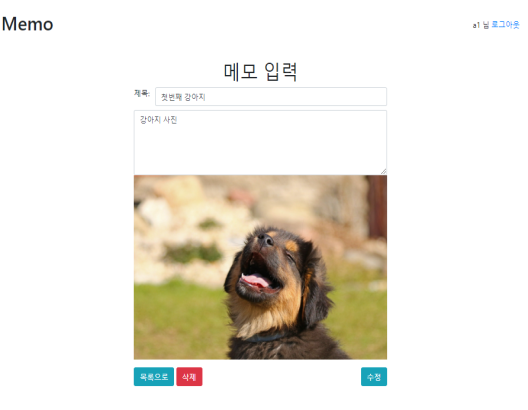 Memo
a1 님 로그아웃
메모 입력
제목: 첫번째 강아지
강아지 사진
목록으로 삭제 수정